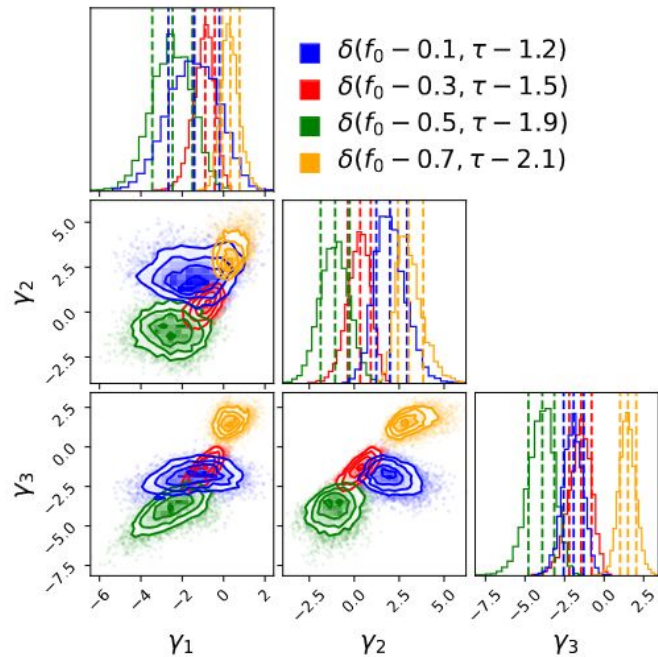 δ(f₀ − 0.1, τ − 1.2)
δ(f₀ − 0.3, τ − 1.5)
δ(f₀ − 0.5, τ − 1.9)
δ(f₀ − 0.7, τ − 2.1)
γ₂
5.0
2.5
0.0
−2.5
γ₃
2.5
0.0
−2.5
−5.0
−7.5
−6 −4 −2 0 2
−2.5 0.0 2.5 5.0
−7.5 −5.0 −2.5 0.0 2.5
γ₁ γ₂ γ₃